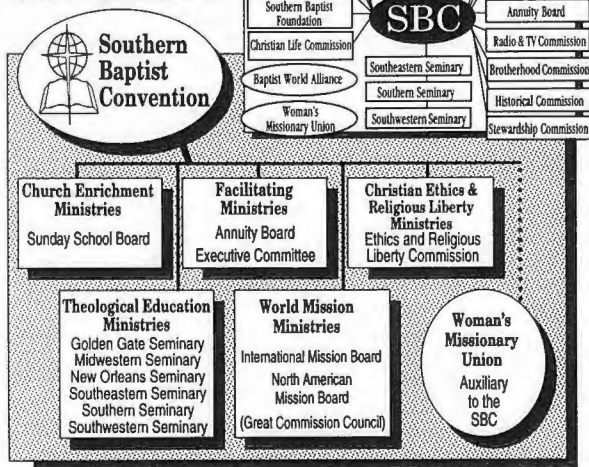 Southern Baptist
Foundation
Christian Life Commission
Baptist World Alliance
Woman's
Missionary Union
SBC
Southeastern Seminary
Southern Seminary
Southwestern Seminary
Annuity Board
Radio & TV Commission
Brotherhood Commission
Historical Commission
Stewardship Commission
Southern
Baptist
Convention
Church Enrichment
Ministries
Sunday School Board
Facilitating
Ministries
Annuity Board
Executive Committee
Christian Ethics &
Religious Liberty
Ministries
Ethics and Religious
Liberty Commission
Theological Education
Ministries
Golden Gate Seminary
Midwestern Seminary
New Orleans Seminary
Southeastern Seminary
Southern Seminary
Southwestern Seminary
World Mission
Ministries
International Mission Board
North American
Mission Board
(Great Commission Council)
Woman's
Missionary
Union
Auxiliary
to the
SBC